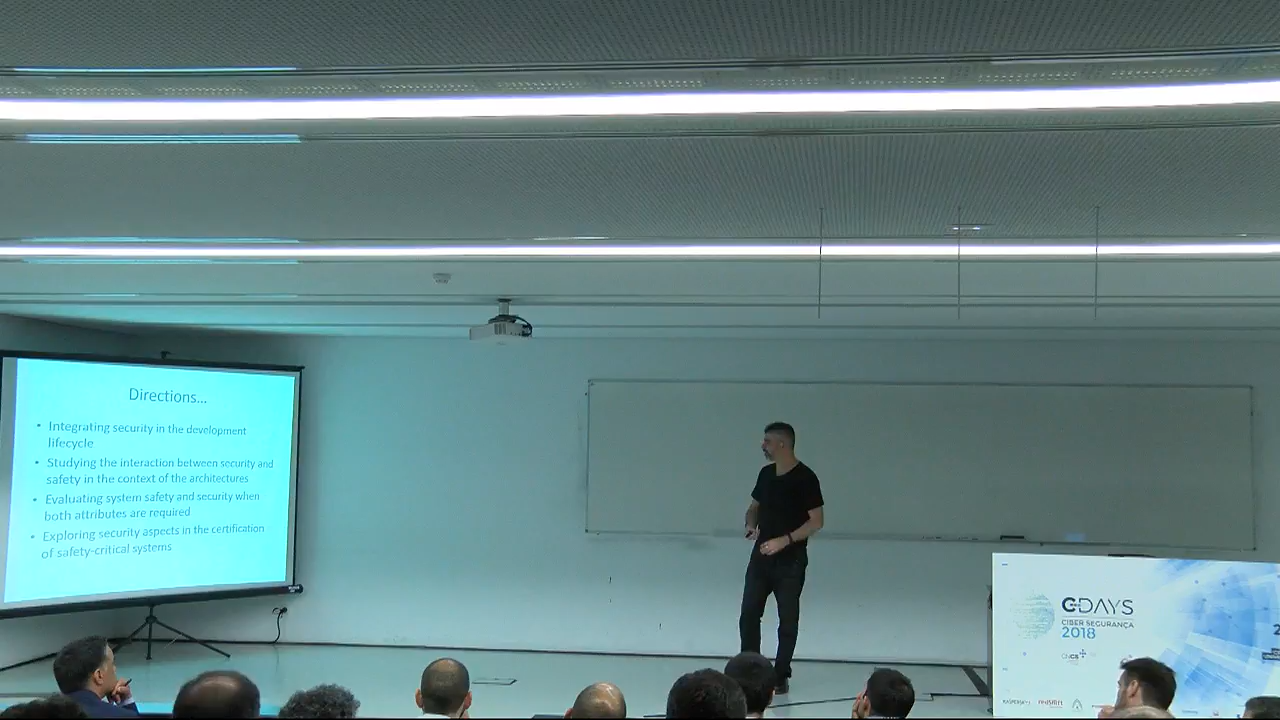 Directions...
• Integrating security in the development
lifecycle
• Studying the interaction between security and
safety in the context of the architectures
• Evaluating system safety and security when
both attributes are required
• Exploring security aspects in the certification
of safety-critical systems
C-DAYS
CIBER SEGURANÇA
2018
CNCS